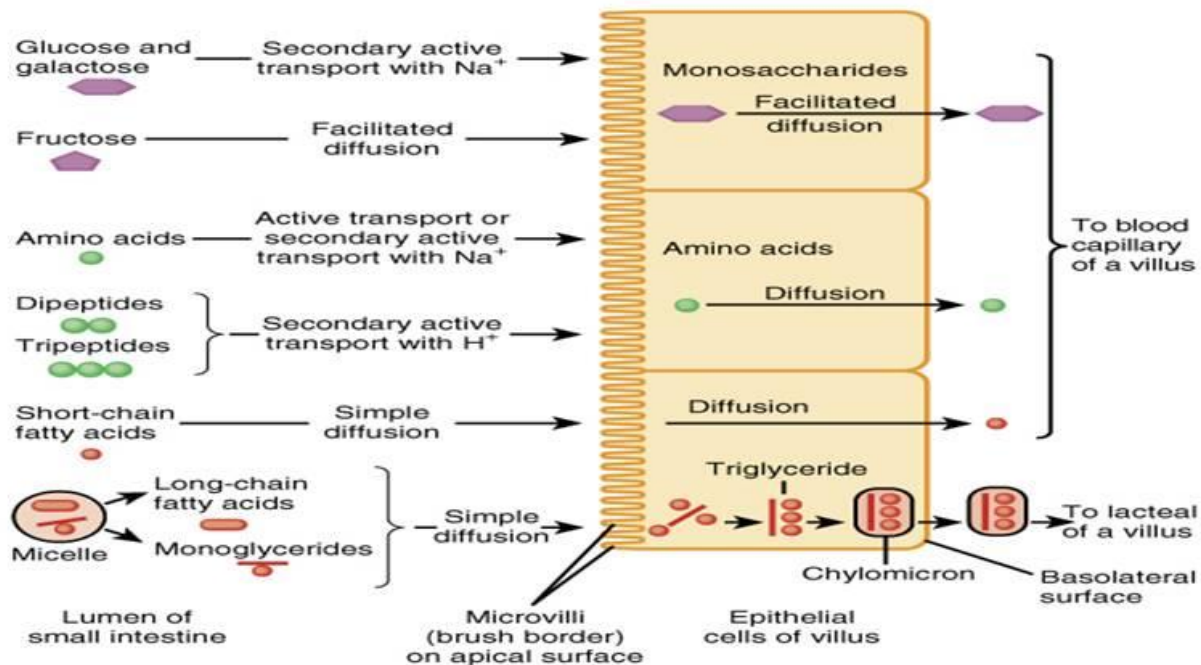 Glucose and
galactose
Secondary active
transport with Na+
Monosaccharides
Facilitated
diffusion
Fructose
Facilitated
diffusion
Amino acids
Active transport or
secondary active
transport with Na+
Amino acids
Diffusion
To blood
capillary
of a villus
Dipeptides
Tripeptides
Secondary active
transport with H+
Short-chain
fatty acids
Simple
diffusion
Diffusion
Micelle
Long-chain
fatty acids
Monoglycerides
Simple
diffusion
Triglyceride
To lacteal
of a villus
Chylomicron
Basolateral
surface
Lumen of
small intestine
Microvilli
(brush border)
on apical surface
Epithelial
cells of villus